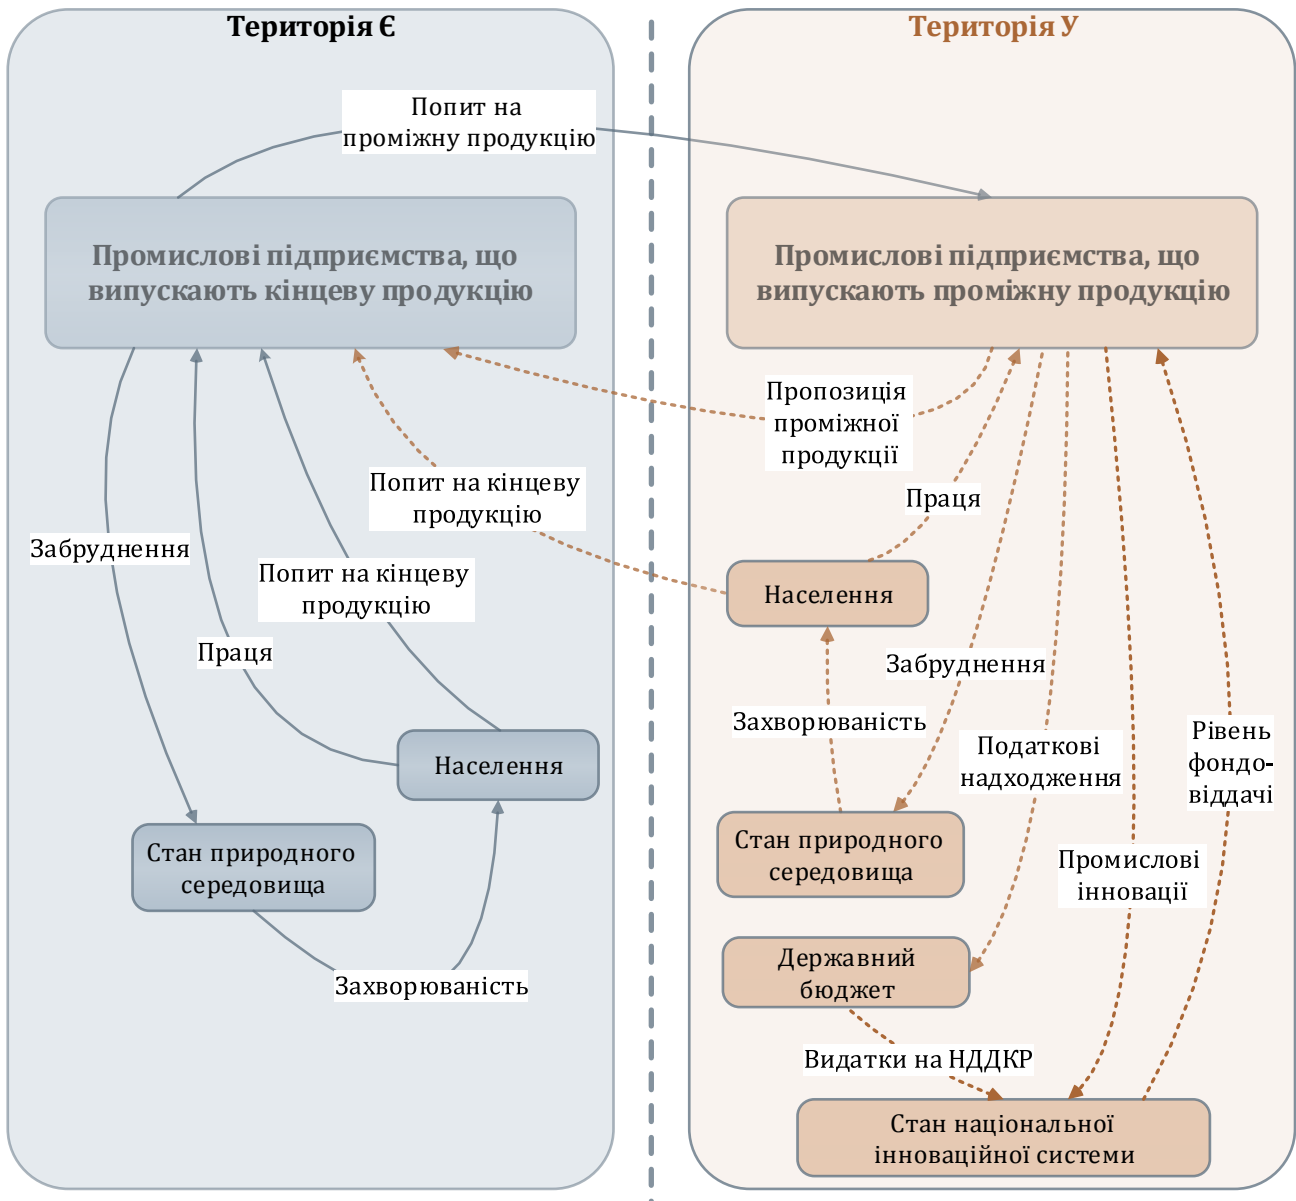 Територія Є
Територія У
Попит на
проміжну продукцію
Промислові підприємства, що
випускають кінцеву продукцію
Промислові підприємства, що
випускають проміжну продукцію
Пропозиція
проміжної
продукції
Попит на кінцеву
продукцію
Праця
Забруднення
Попит на кінцеву
продукцію
Населення
Праця
Забруднення
Захворюваність
Населення
Податкові
надходження
Рівень
фондо-
віддачі
Стан природного
середовища
Стан природного
середовища
Промислові
інновації
Захворюваність
Державний
бюджет
Видатки на НДДКР
Стан національної
інноваційної системи